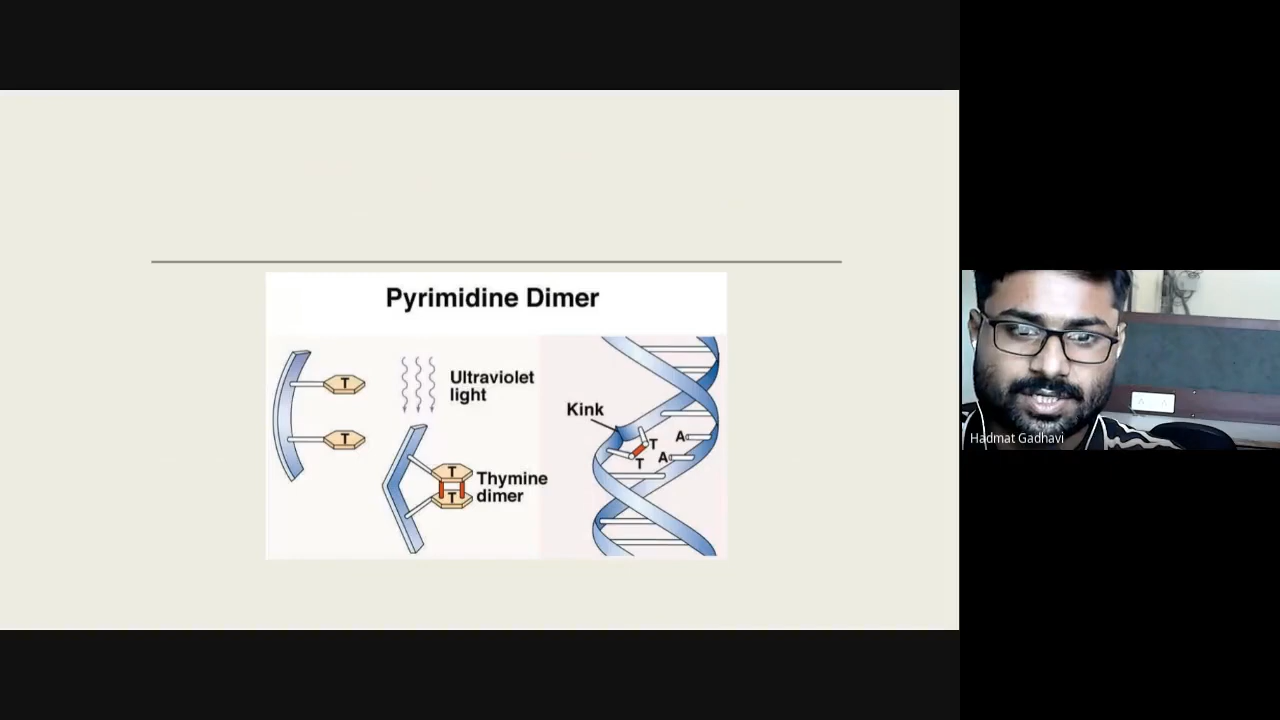 Pyrimidine Dimer
T
T
Ultraviolet
light
T
T
Thymine
dimer
Kink
T
T
A
A
Hadmat Gadhavi